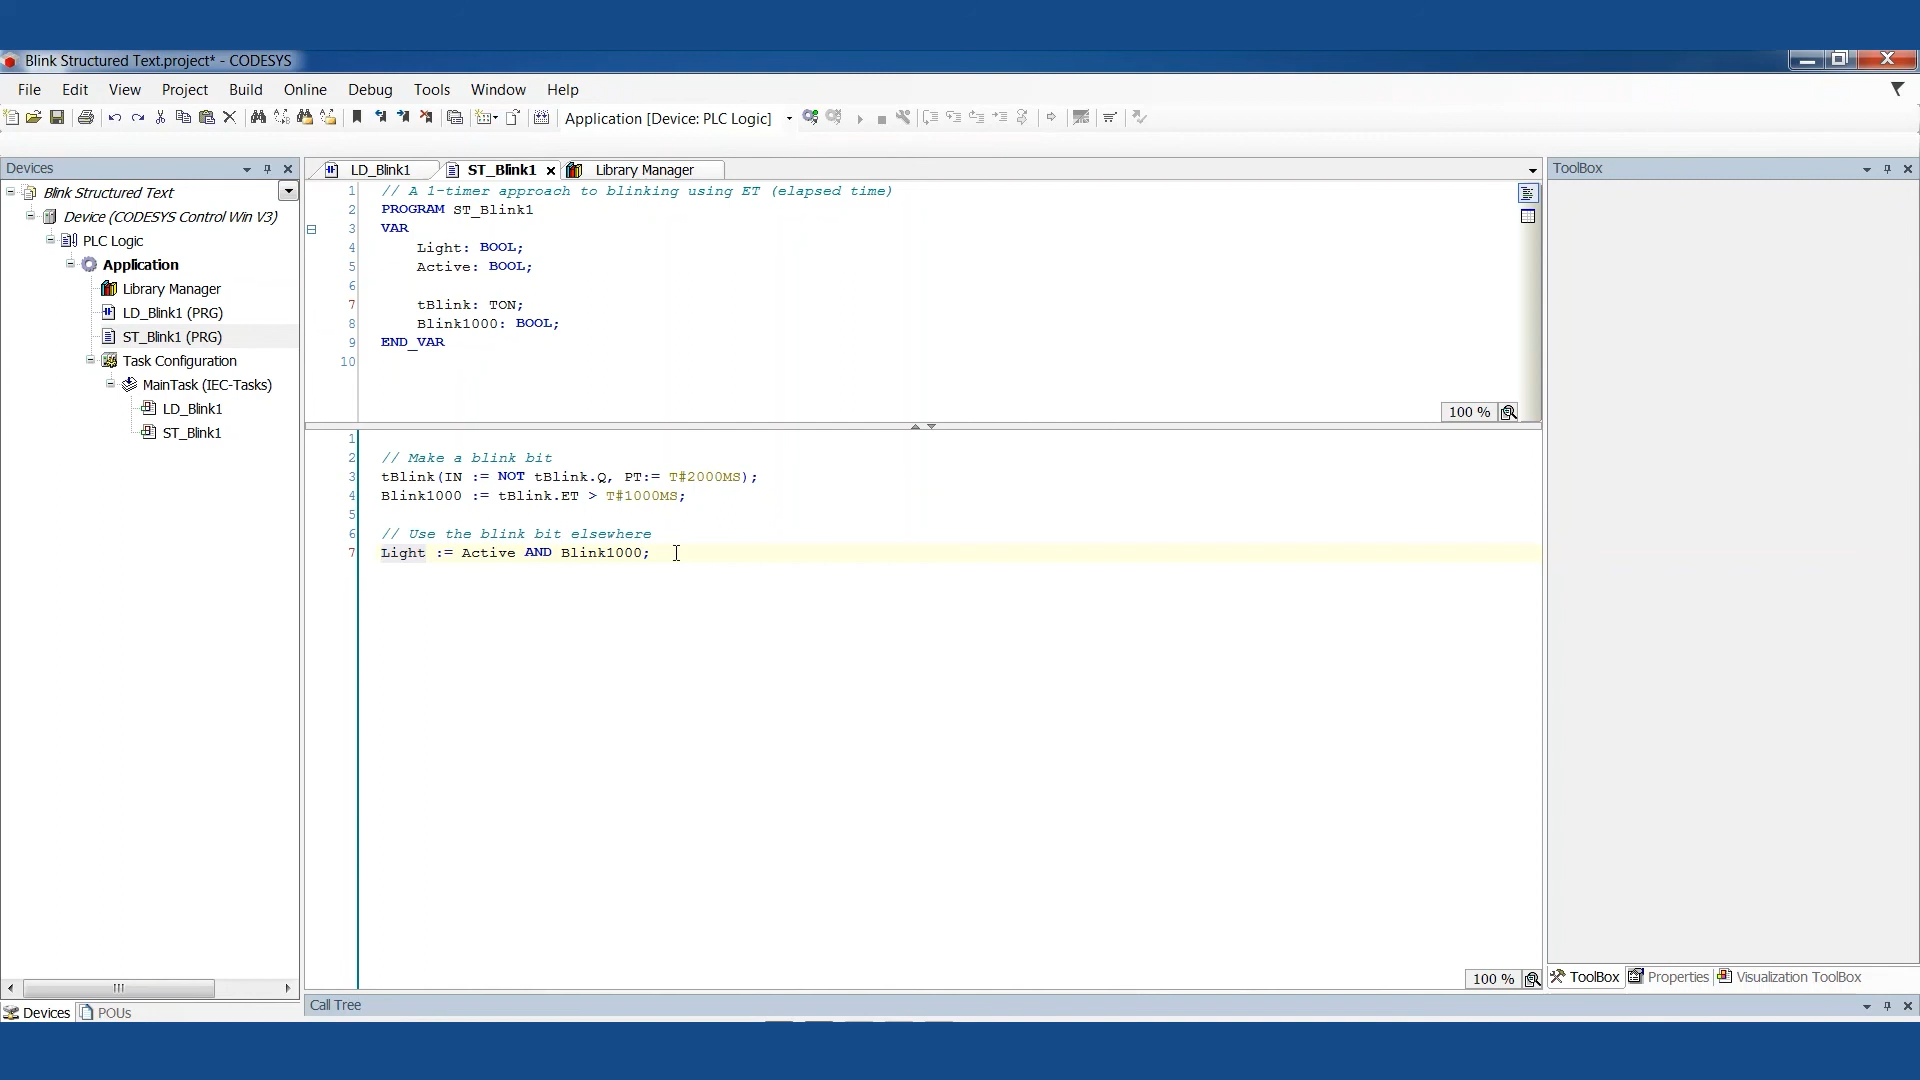 Blink Structured Text.project* - CODESYS
File Edit View Project Build Online Debug Tools Window Help
Application [Device: PLC Logic]
Devices
Blink Structured Text
Device (CODESYS Control Win V3)
PLC Logic
Application
Library Manager
LD_Blink1 (PRG)
ST_Blink1 (PRG)
Task Configuration
MainTask (IEC-Tasks)
LD_Blink1
ST_Blink1
Devices POUs
LD_Blink1 ST_Blink1 Library Manager
1 // A 1-timer approach to blinking using ET (elapsed time)
2 PROGRAM ST_Blink1
3 VAR
4 Light: BOOL;
5 Active: BOOL;
6
7 tBlink: TON;
8 Blink1000: BOOL;
9 END_VAR
10
100 %
1
2 // Make a blink bit
3 tBlink(IN := NOT tBlink.Q, PT:= T#2000MS);
4 Blink1000 := tBlink.ET > T#1000MS;
5
6 // Use the blink bit elsewhere
7 Light := Active AND Blink1000;
100 %
Call Tree
ToolBox
ToolBox Properties Visualization ToolBox